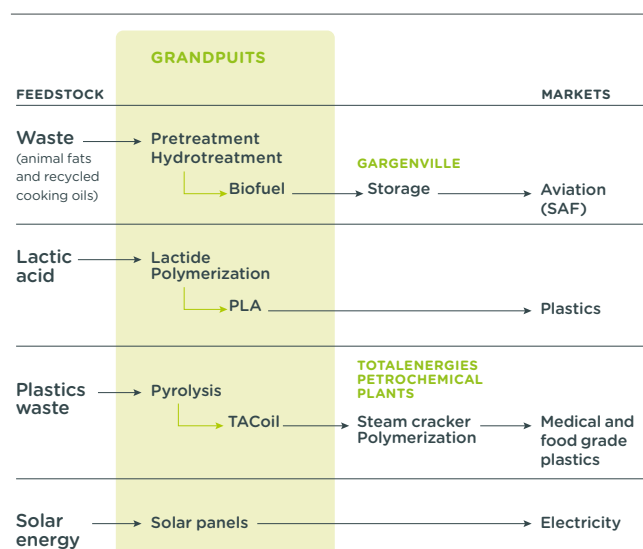 GRANDPUITS
FEEDSTOCK
MARKETS
Waste
(animal fats
and recycled
cooking oils)
Pretreatment
Hydrotreatment
Biofuel
GARGENVILLE
Storage
Aviation
(SAF)
Lactic
acid
Lactide
Polymerization
PLA
Plastics
Plastics
waste
Pyrolysis
TACoil
TOTALENERGIES
PETROCHEMICAL
PLANTS
Steam cracker
Polymerization
Medical and
food grade
plastics
Solar
energy
Solar panels
Electricity